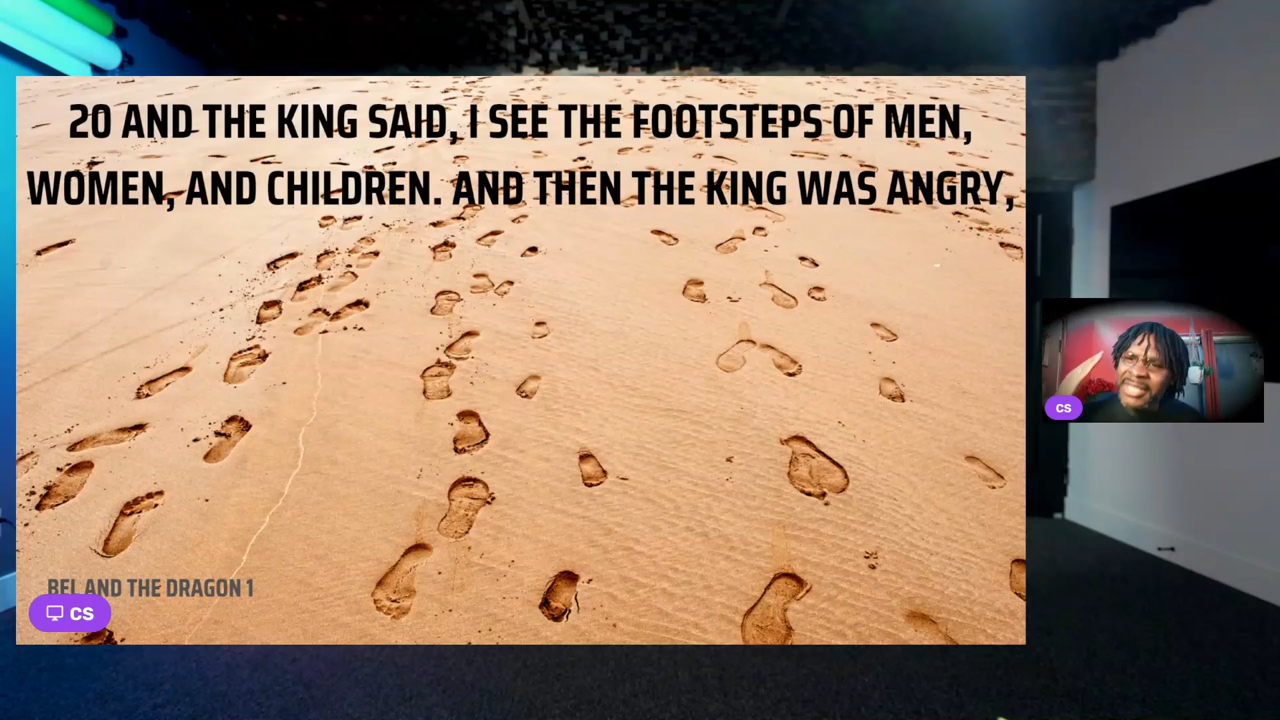 20 AND THE KING SAID, I SEE THE FOOTSTEPS OF MEN,
WOMEN, AND CHILDREN. AND THEN THE KING WAS ANGRY,
BEL AND THE DRAGON 1
CS
CS